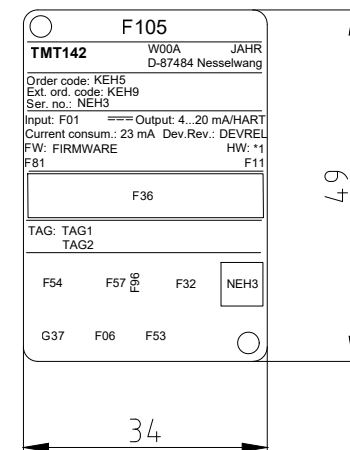 F105
TMT142 W00A JAHR
D-87484 Nesselwang
Order code: KEH5
Ext. ord. code: KEH9
Ser. no.: NEH3
Input: F01 Output: 4...20 mA/HART
Current consum.: 23 mA Dev.Rev.: DEVREL
FW: FIRMWARE HW: *1
F81 F11
F36
TAG: TAG1
TAG2
F54 F57 F96 F32 NEH3
G37 F06 F53
49
34